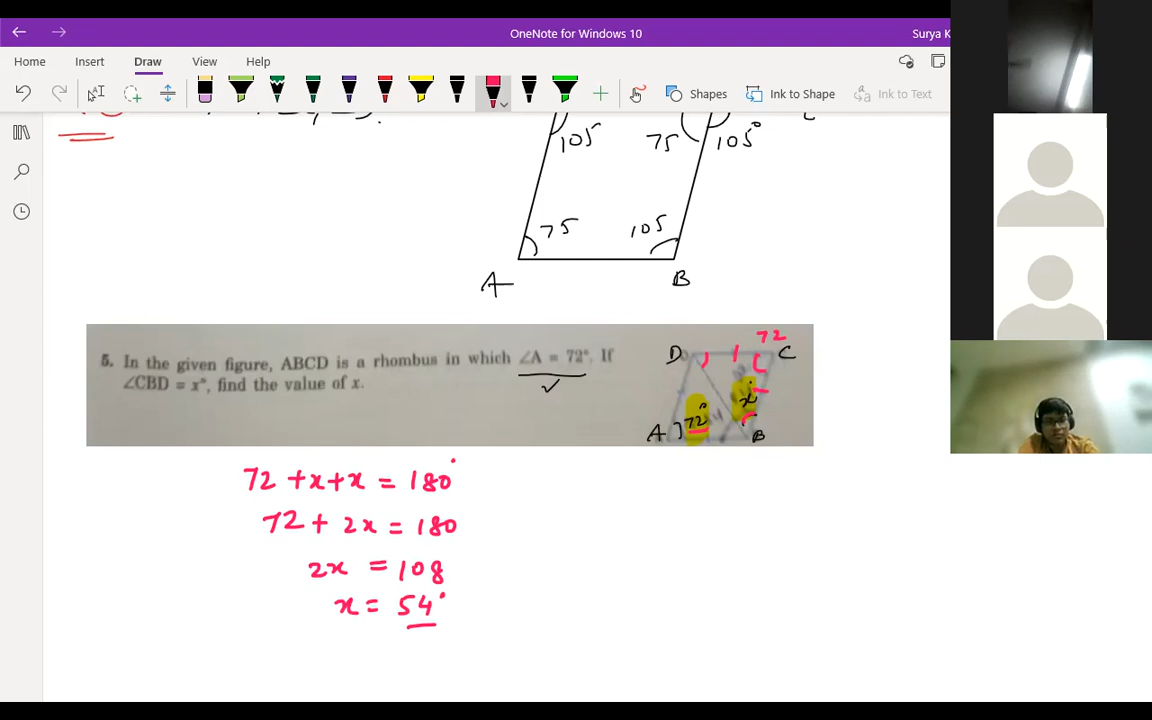 OneNote for Windows 10
Surya K
Home Insert Draw View Help
Shapes Ink to Shape Ink to Text
105 75 105°
75 105
A B
5. In the given figure, ABCD is a rhombus in which ∠A = 72°. If
∠CBD = x°, find the value of x.
72
D C
72° x°
A B
72 + x + x = 180°
72 + 2x = 180
2x = 108
x = 54°